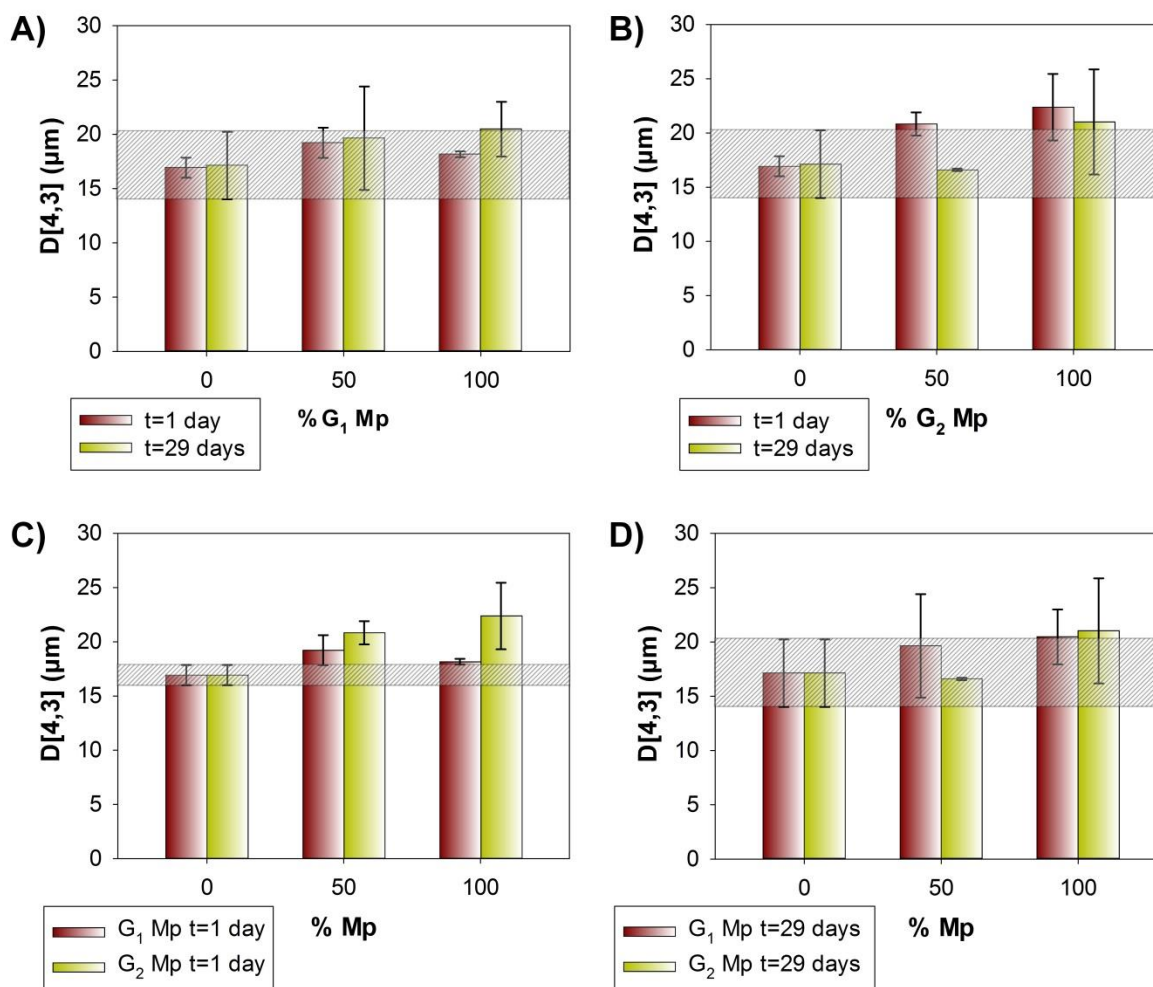 A)
30
25
20
15
10
5
0
D[4,3] (µm)
0 50 100
% G₁ Mp
t=1 day
t=29 days
B)
30
25
20
15
10
5
0
D[4,3] (µm)
0 50 100
% G₂ Mp
t=1 day
t=29 days
C)
30
25
20
15
10
5
0
D[4,3] (µm)
0 50 100
% Mp
G₁ Mp t=1 day
G₂ Mp t=1 day
D)
30
25
20
15
10
5
0
D[4,3] (µm)
0 50 100
% Mp
G₁ Mp t=29 days
G₂ Mp t=29 days